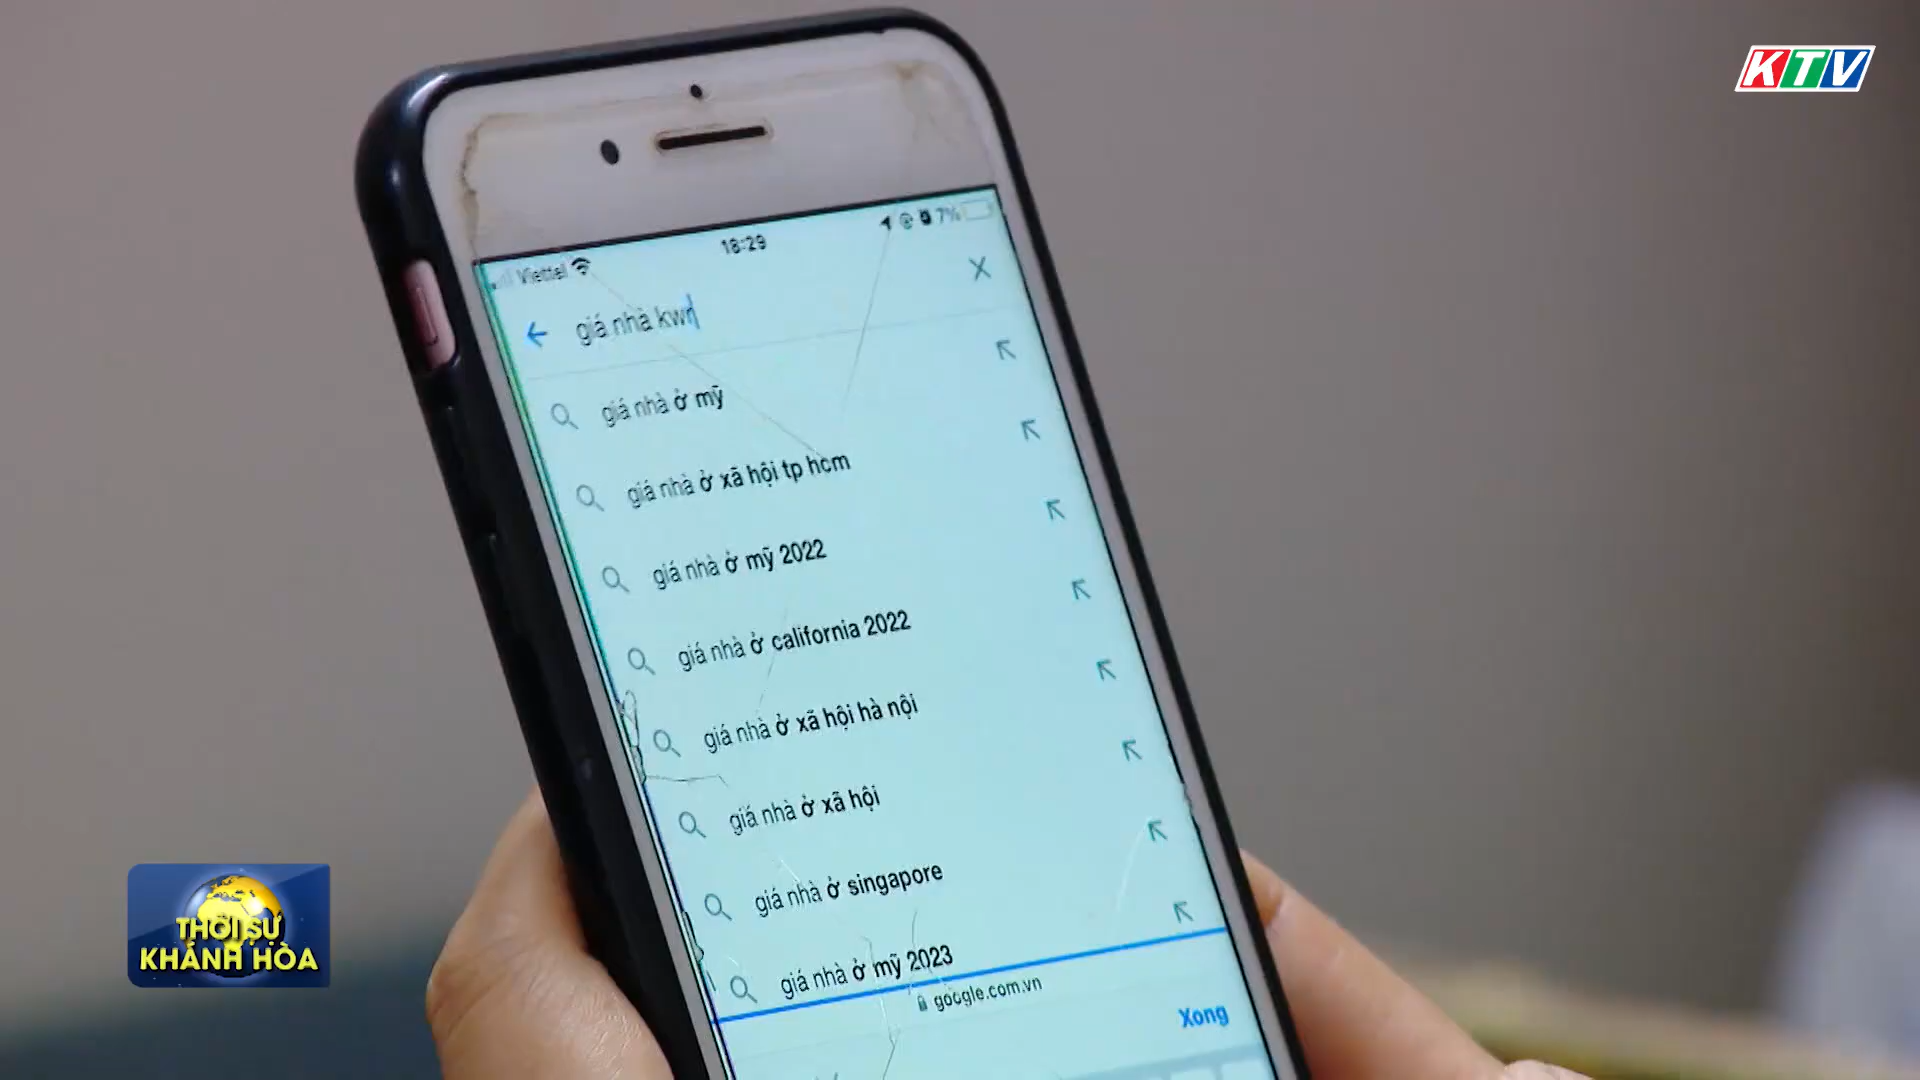 KTV
18:29
7%
Viettel
giá nhà kwn
giá nhà ở mỹ
giá nhà ở xã hội tp hcm
giá nhà ở mỹ 2022
giá nhà ở california 2022
giá nhà ở xã hội hà nội
giá nhà ở xã hội
giá nhà ở singapore
giá nhà ở mỹ 2023
google.com.vn
Xong
THỜI SỰ
KHÁNH HÒA